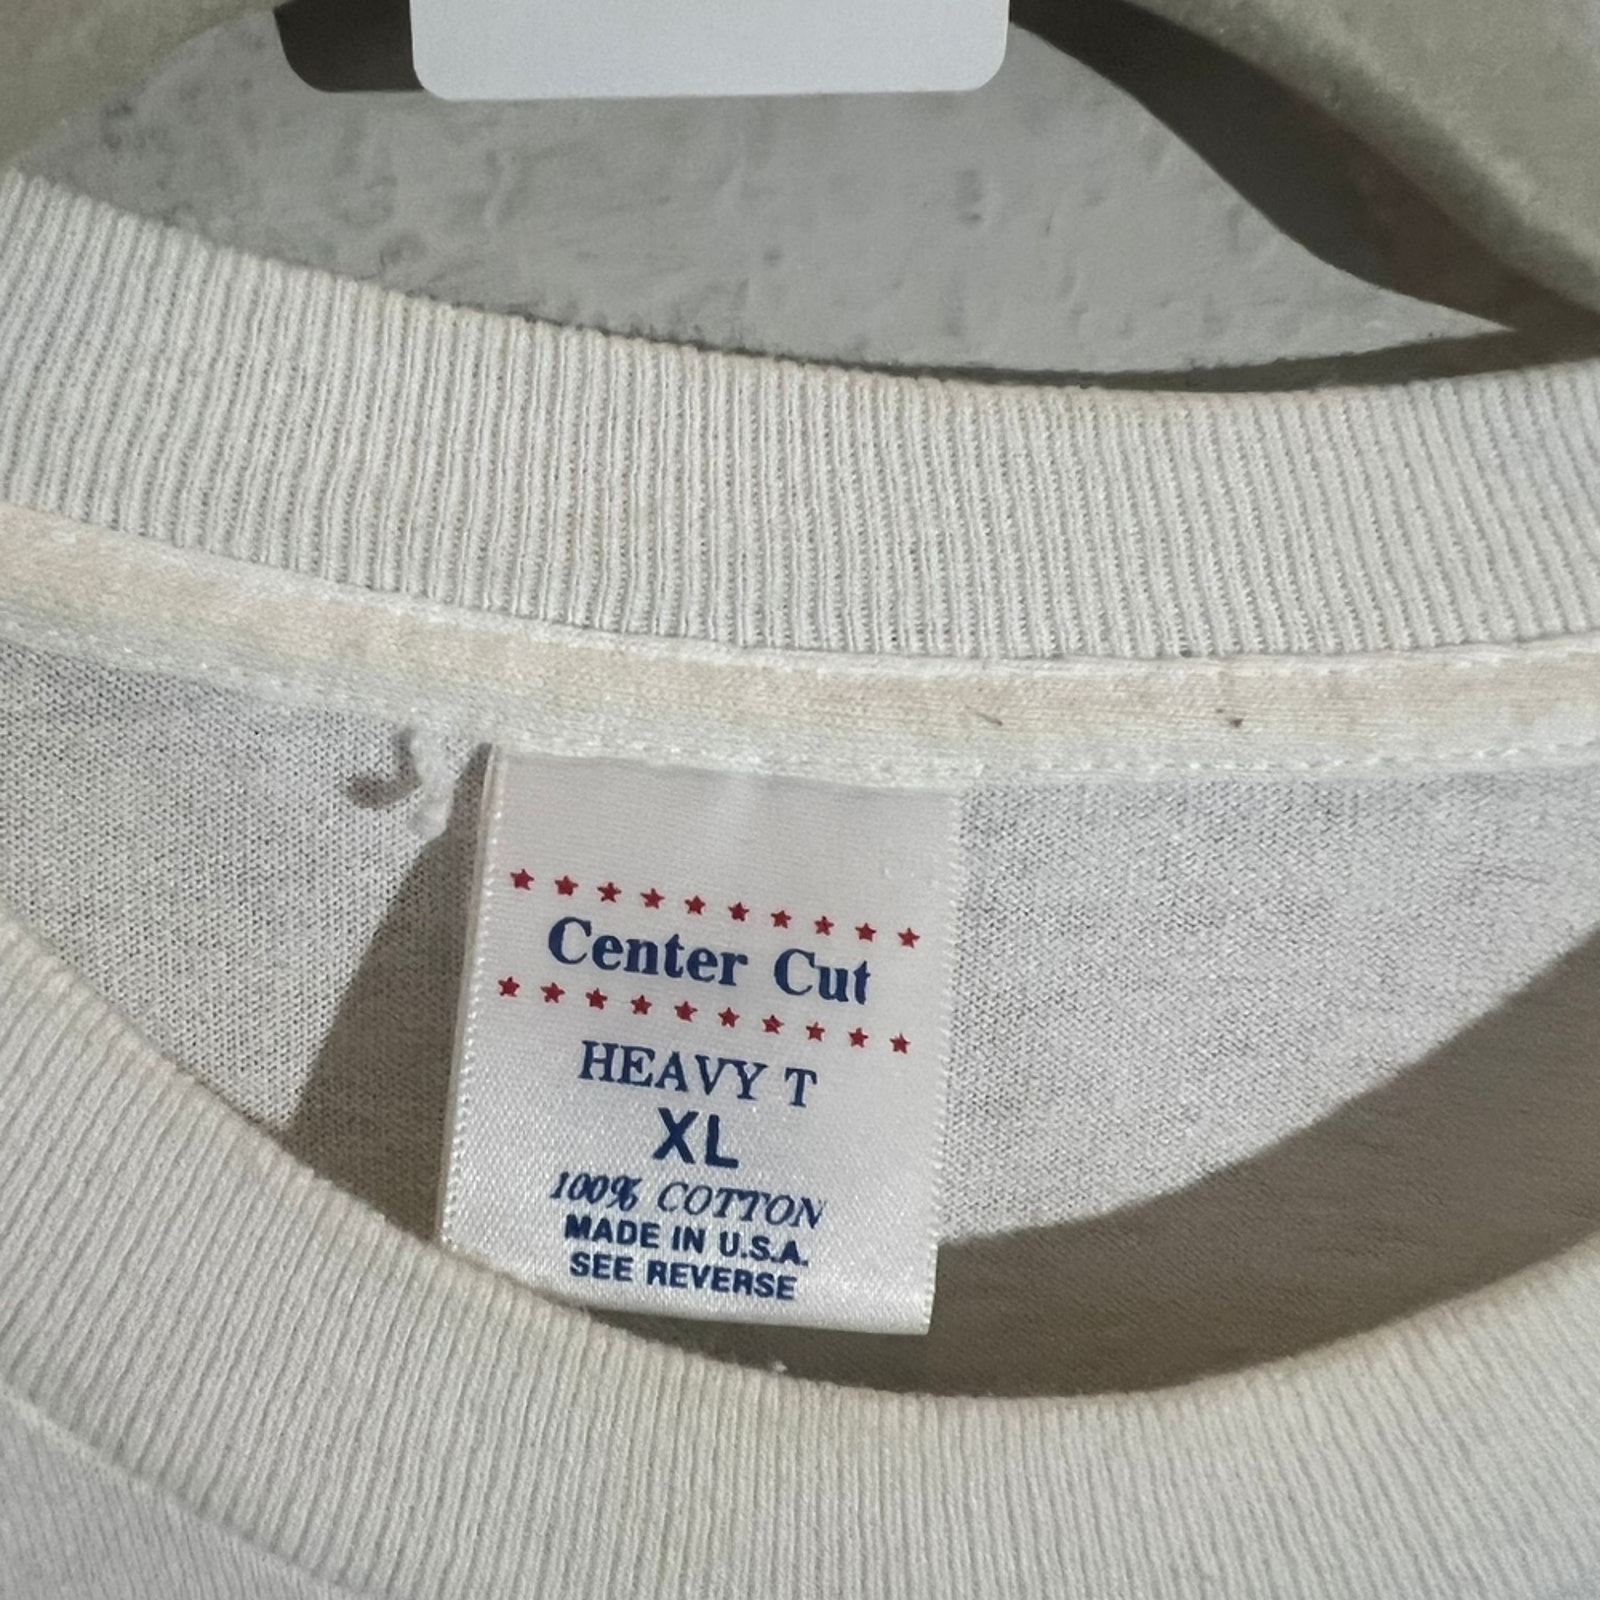 Center Cut
HEAVY T
XL
100% COTTON
MADE IN U.S.A.
SEE REVERSE